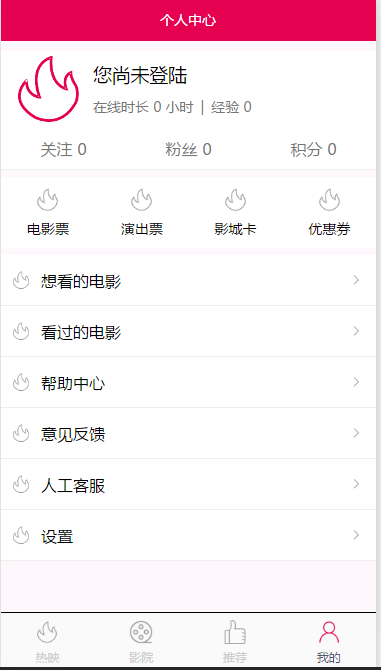 个人中心
您尚未登陆
在线时长 0 小时 | 经验 0
关注 0 粉丝 0 积分 0
电影票 演出票 影城卡 优惠券
想看的电影
看过的电影
帮助中心
意见反馈
人工客服
设置
热映 影院 推荐 我的